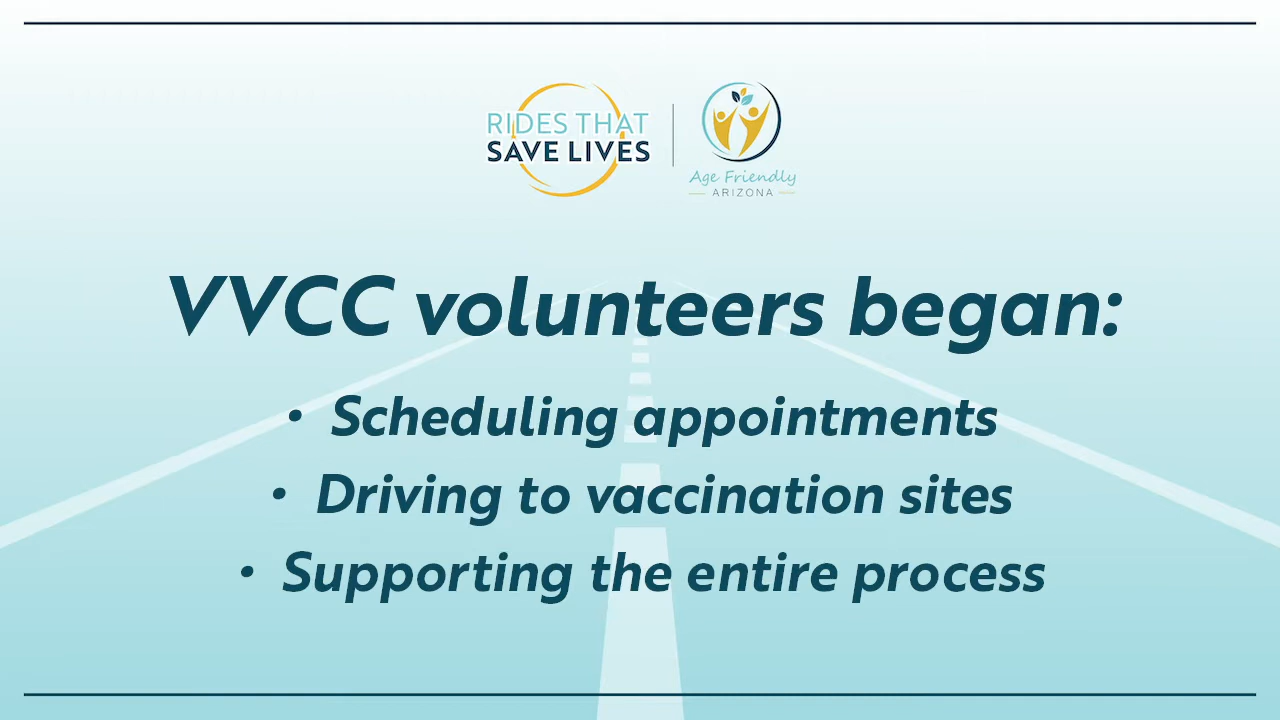 RIDES THAT
SAVE LIVES
Age Friendly
ARIZONA
VVCC volunteers began:
• Scheduling appointments
• Driving to vaccination sites
• Supporting the entire process